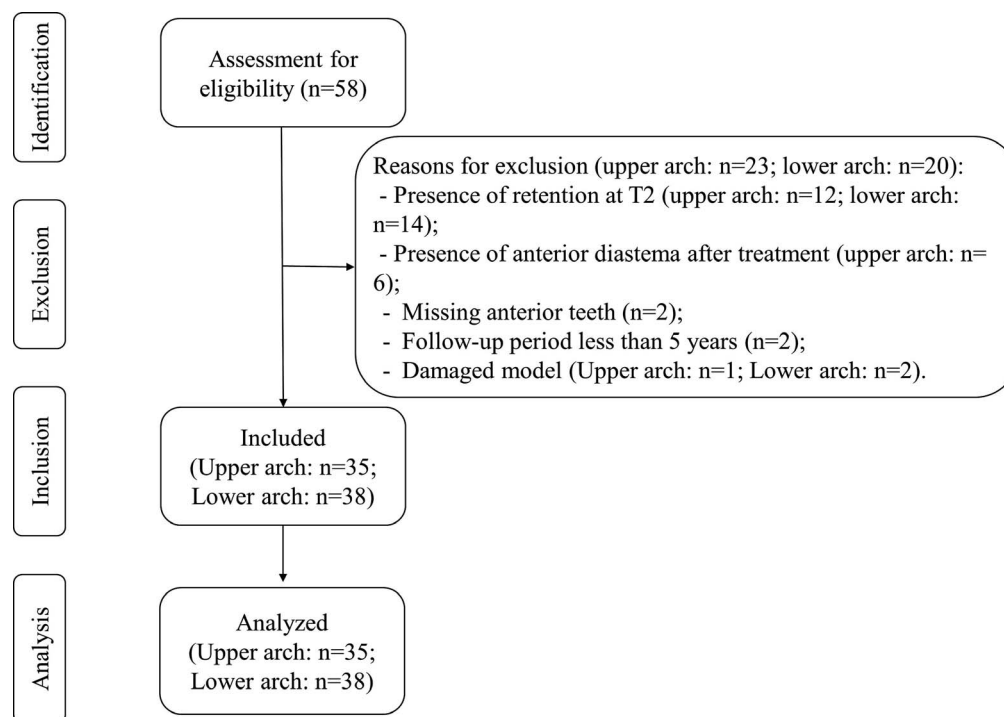 Identification
Assessment for
eligibility (n=58)
Exclusion
Reasons for exclusion (upper arch: n=23; lower arch: n=20):
- Presence of retention at T2 (upper arch: n=12; lower arch:
n=14);
- Presence of anterior diastema after treatment (upper arch: n=
6);
- Missing anterior teeth (n=2);
- Follow-up period less than 5 years (n=2);
- Damaged model (Upper arch: n=1; Lower arch: n=2).
Inclusion
Included
(Upper arch: n=35;
Lower arch: n=38)
Analysis
Analyzed
(Upper arch: n=35;
Lower arch: n=38)